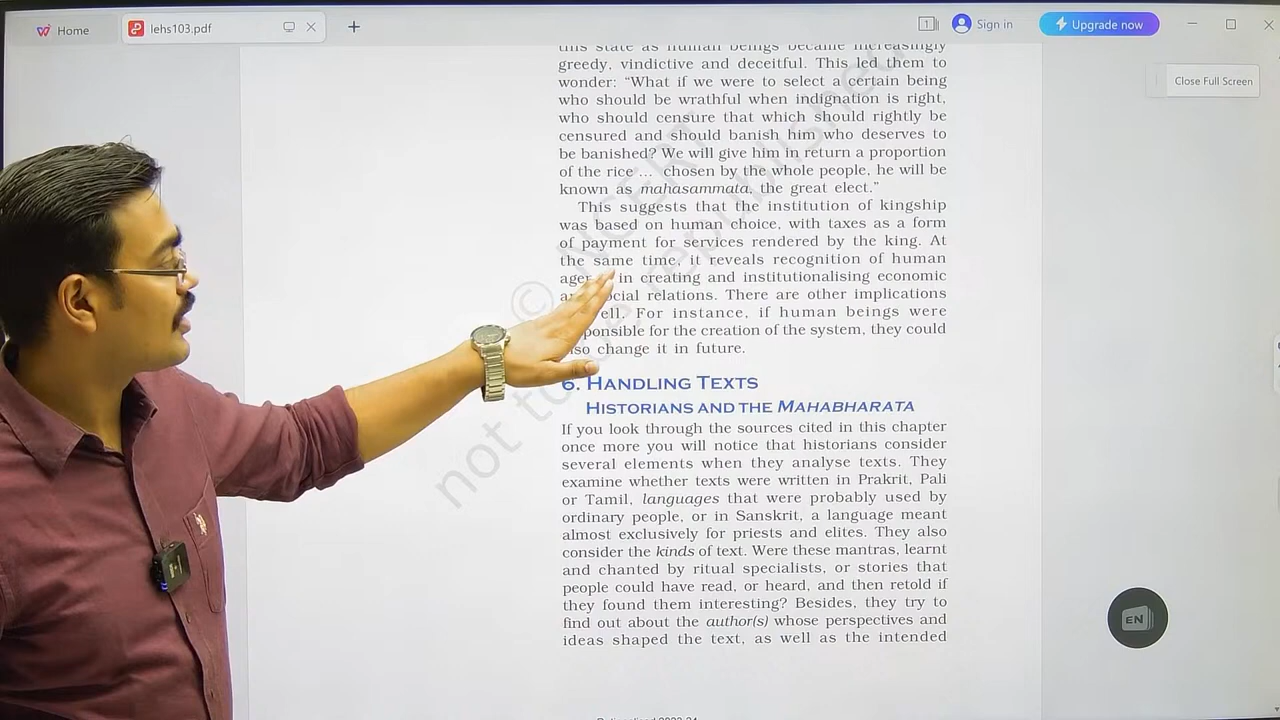 Home
lehs103.pdf
1
Sign in
Upgrade now
Close Full Screen
this state as human beings became increasingly
greedy, vindictive and deceitful. This led them to
wonder: “What if we were to select a certain being
who should be wrathful when indignation is right,
who should censure that which should rightly be
censured and should banish him who deserves to
be banished? We will give him in return a proportion
of the rice ... chosen by the whole people, he will be
known as mahasammata, the great elect.”
This suggests that the institution of kingship
was based on human choice, with taxes as a form
of payment for services rendered by the king. At
the same time, it reveals recognition of human
in creating and institutionalising economic
social relations. There are other implications
For instance, if human beings were
for the creation of the system, they could
also change it in future.
6. HANDLING TEXTS
HISTORIANS AND THE MAHABHARATA
If you look through the sources cited in this chapter
once more you will notice that historians consider
several elements when they analyse texts. They
examine whether texts were written in Prakrit, Pali
or Tamil, languages that were probably used by
ordinary people, or in Sanskrit, a language meant
almost exclusively for priests and elites. They also
consider the kinds of text. Were these mantras, learnt
and chanted by ritual specialists, or stories that
people could have read, or heard, and then retold if
they found them interesting? Besides, they try to
find out about the author(s) whose perspectives and
ideas shaped the text, as well as the intended
© NCERT
not to be republished
EN